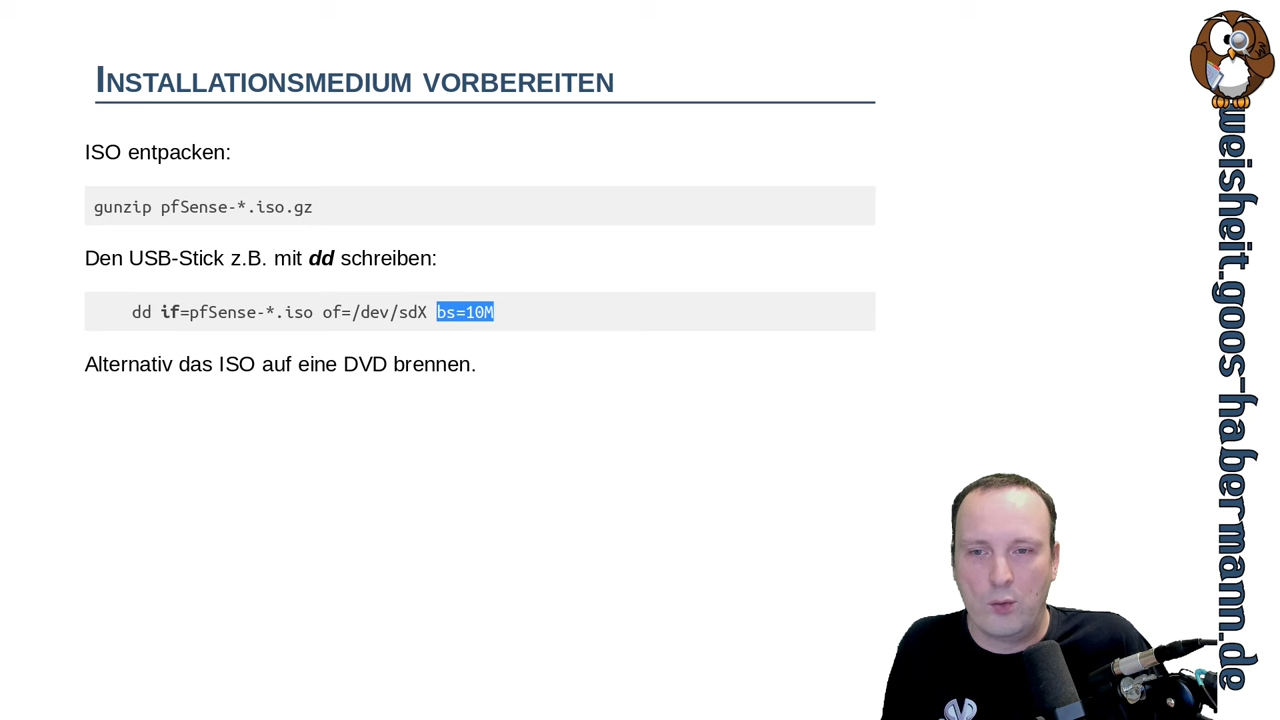 INSTALLATIONSMEDIUM VORBEREITEN
ISO entpacken:
gunzip pfSense-*.iso.gz
Den USB-Stick z.B. mit dd schreiben:
dd if=pfSense-*.iso of=/dev/sdX bs=10M
Alternativ das ISO auf eine DVD brennen.
weisheit.goos-habermann.de